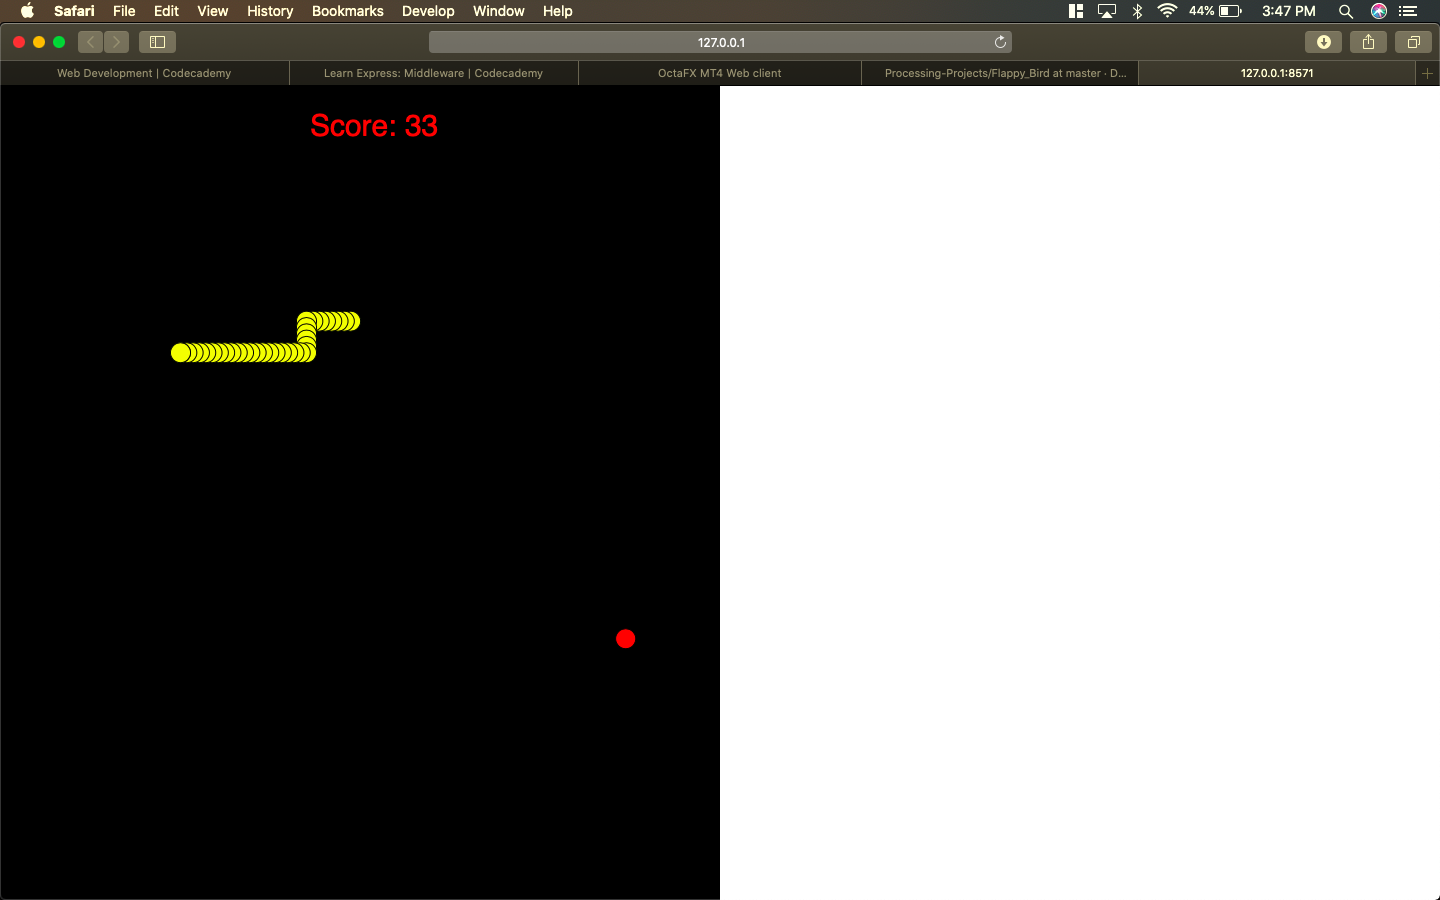 Safari File Edit View History Bookmarks Develop Window Help 44% 3:47 PM
127.0.0.1
Web Development | Codecademy Learn Express: Middleware | Codecademy OctaFX MT4 Web client Processing-Projects/Flappy_Bird at master · D... 127.0.0.1:8571
Score: 33